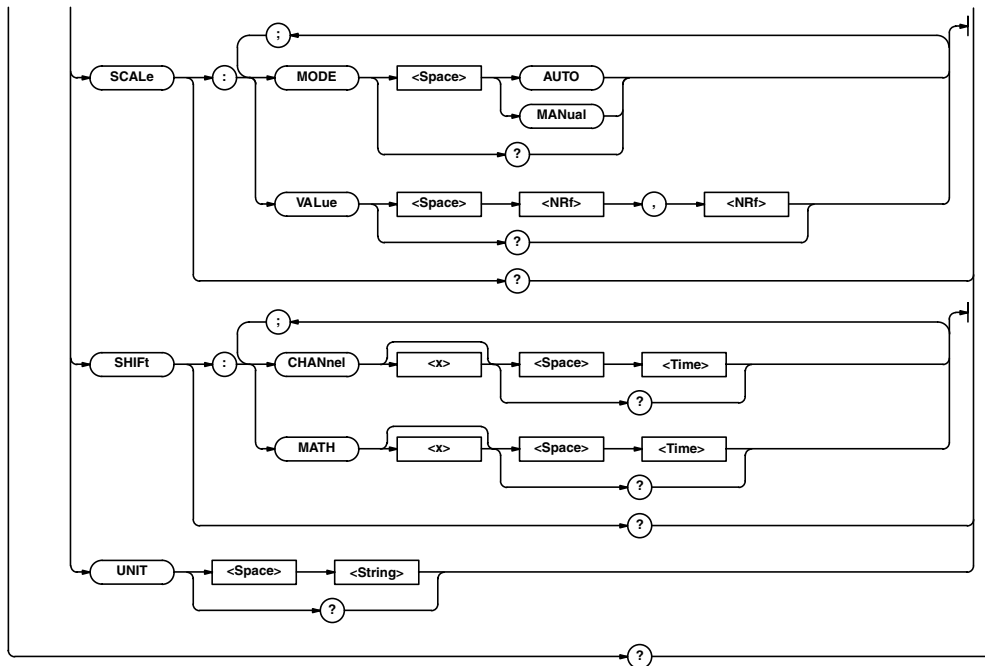 ;
SCALe : MODE <Space> AUTO
MANual
?
VALue <Space> <NRf> , <NRf>
?
?
;
SHIFt : CHANnel <x> <Space> <Time>
?
MATH <x> <Space> <Time>
?
?
UNIT <Space> <String>
?
?